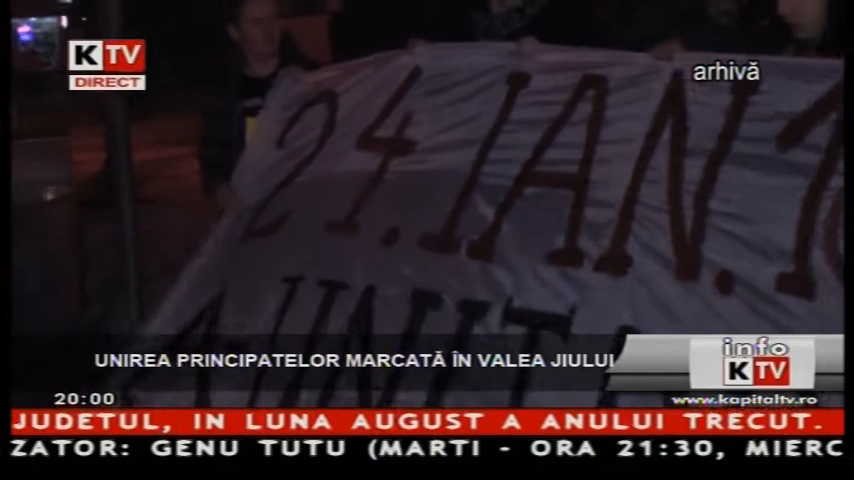 K TV
DIRECT
arhivă
24.IAN.1
UNIT
UNIREA PRINCIPATELOR MARCATĂ ÎN VALEA JIULUI
info
K TV
20:00
www.kapitaltv.ro
JUDETUL, IN LUNA AUGUST A ANULUI TRECUT.
ZATOR: GENU TUTU (MARTI - ORA 21:30, MIERC